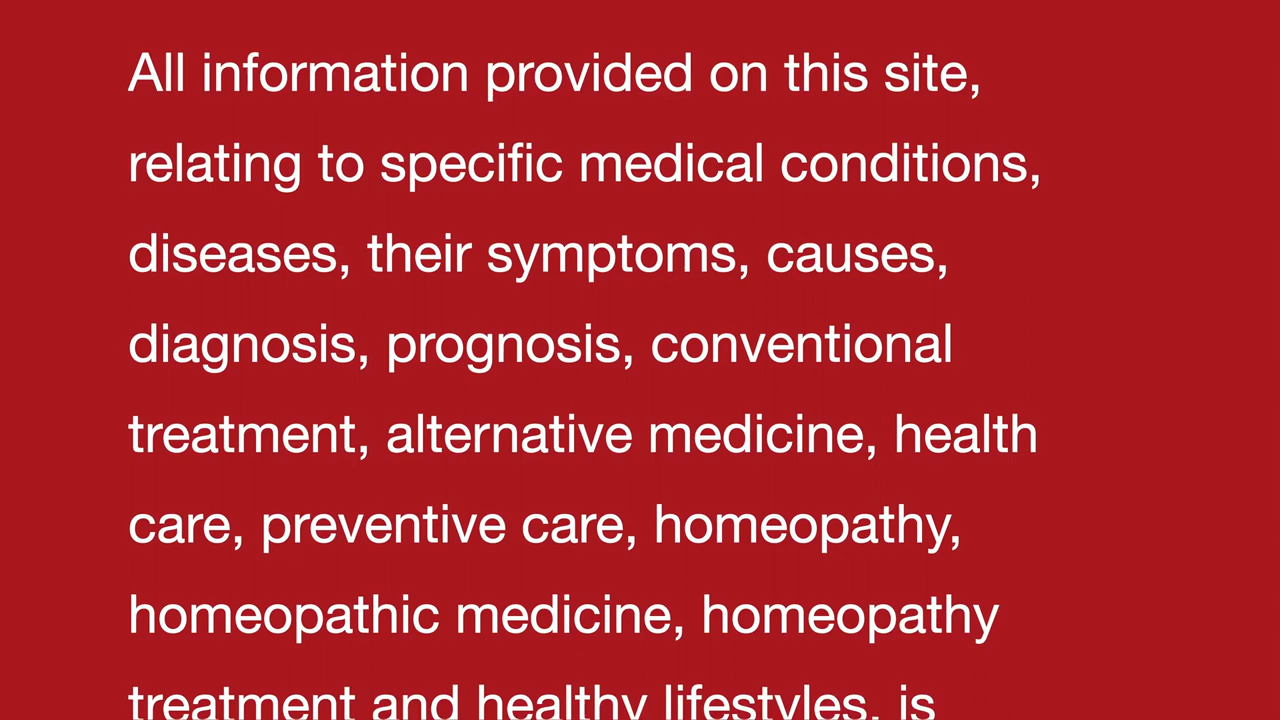 All information provided on this site,
relating to specific medical conditions,
diseases, their symptoms, causes,
diagnosis, prognosis, conventional
treatment, alternative medicine, health
care, preventive care, homeopathy,
homeopathic medicine, homeopathy
treatment and healthy lifestyles, is